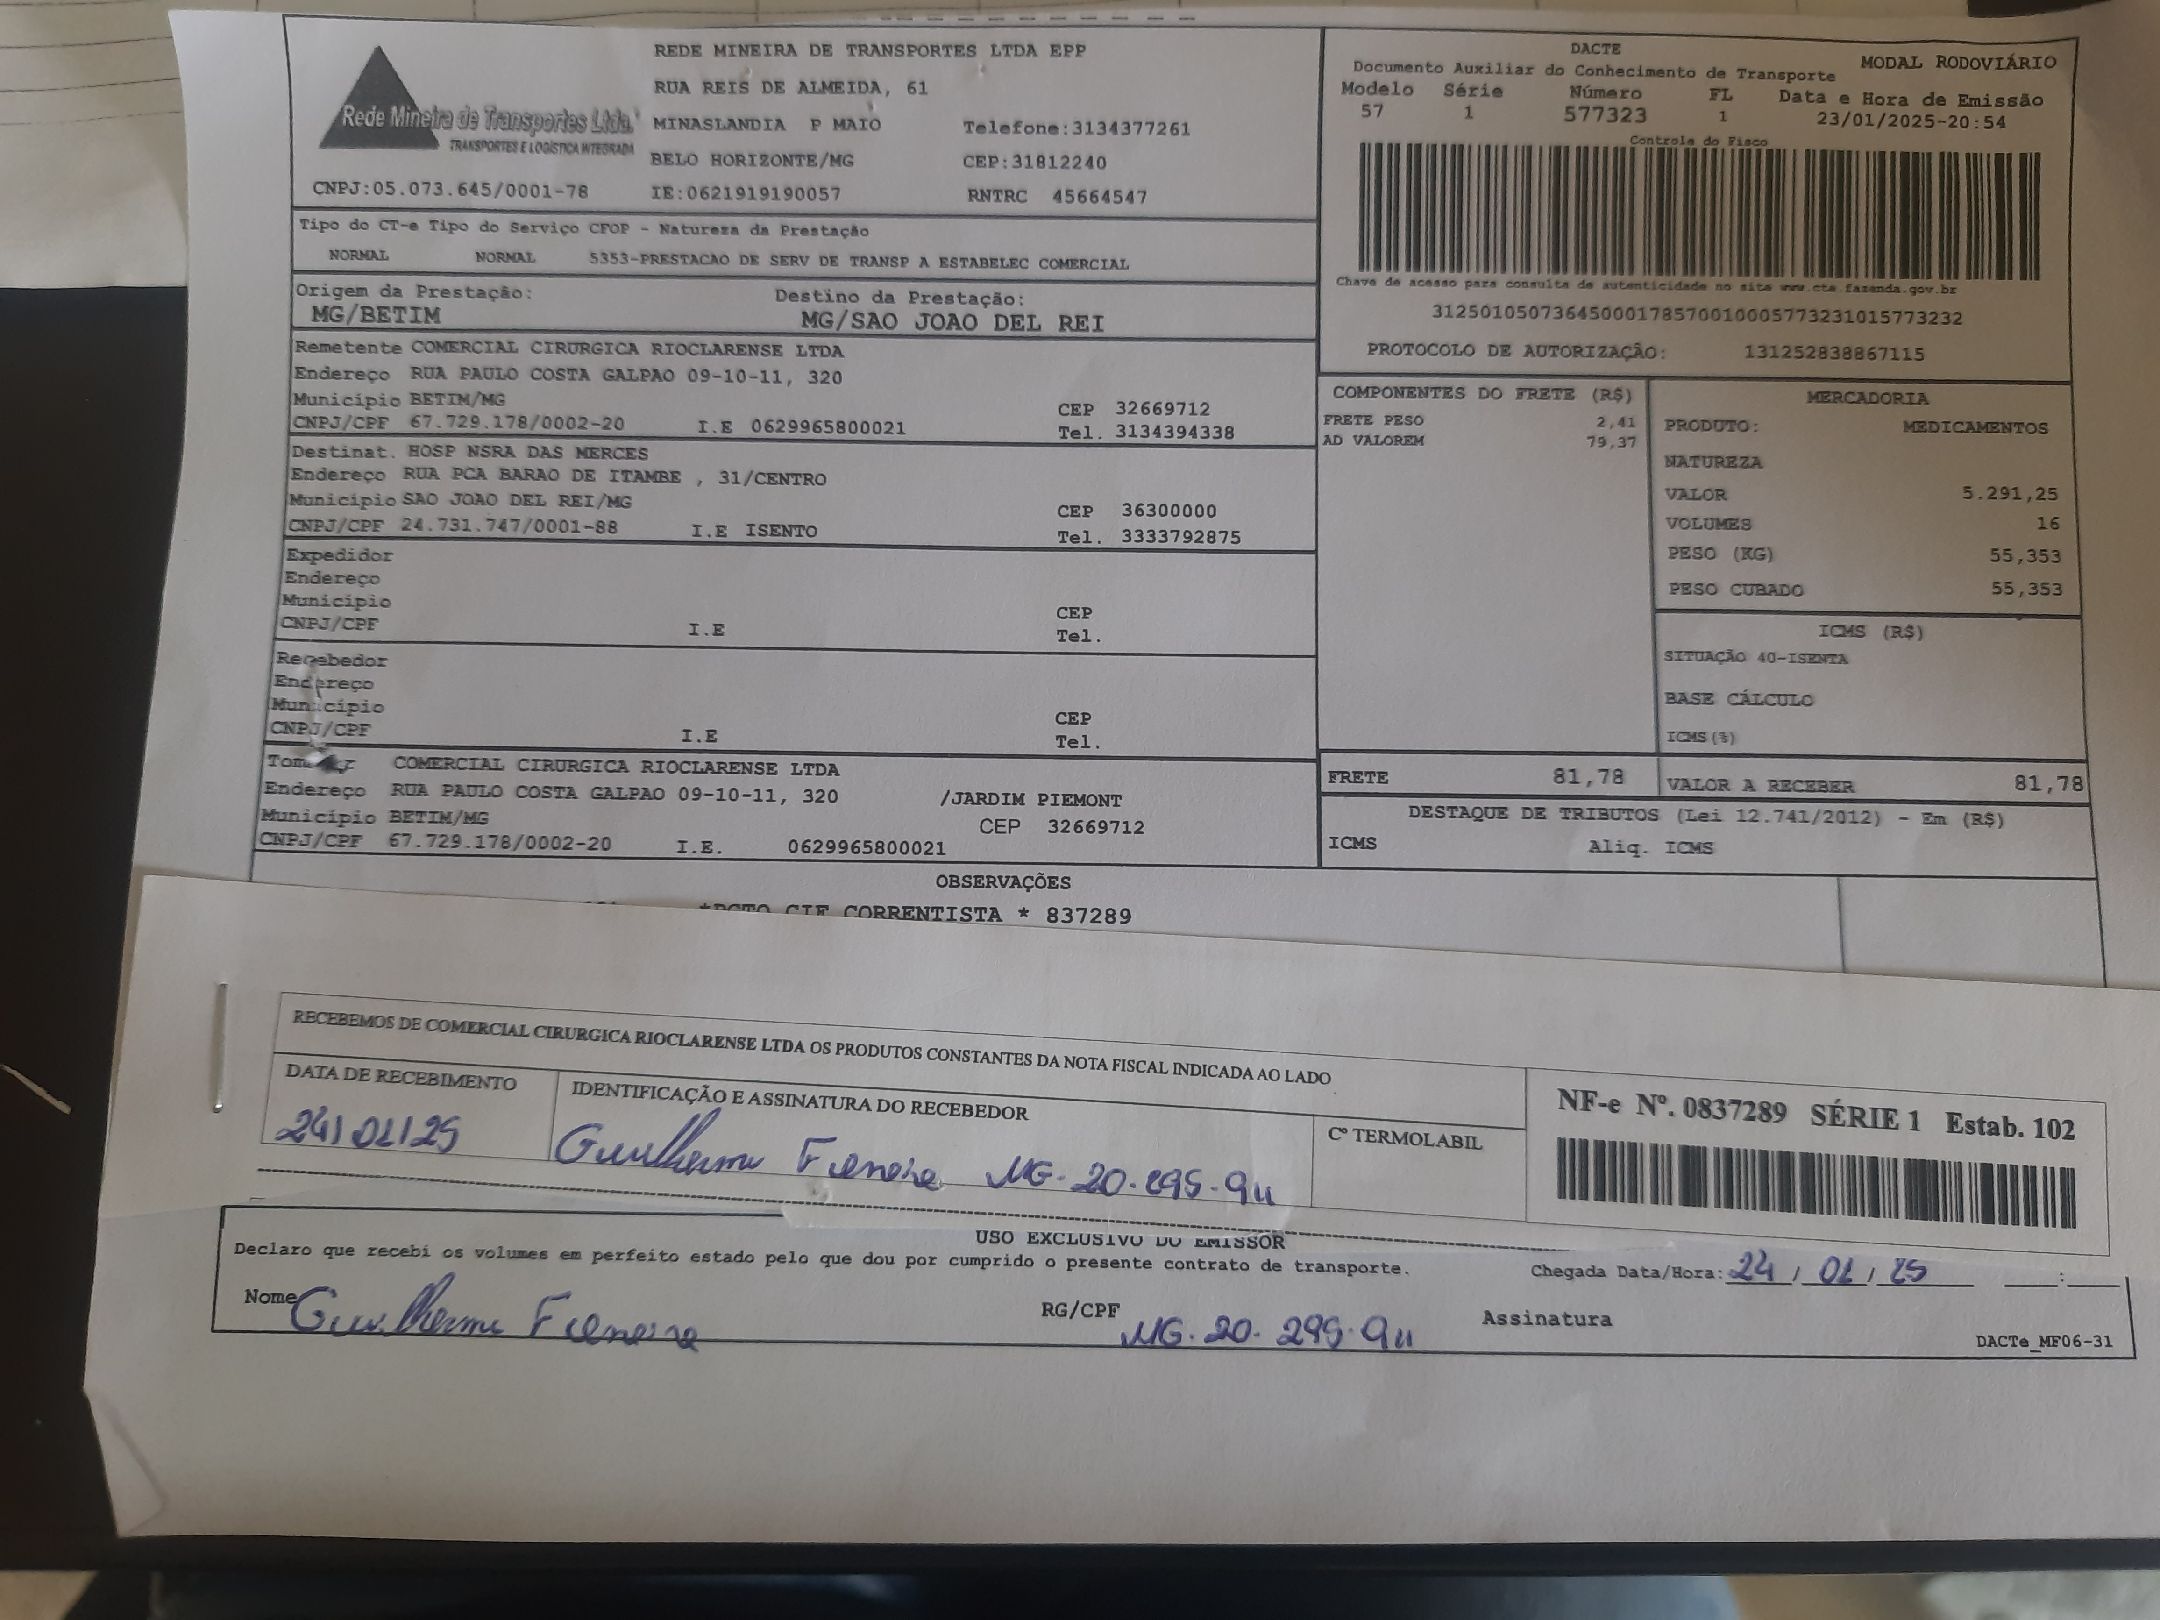 Rede Mineira de Transportes Ltda.
TRANSPORTES E LOGÍSTICA INTEGRADA
REDE MINEIRA DE TRANSPORTES LTDA EPP
RUA REIS DE ALMEIDA, 61
MINASLANDIA P MAIO Telefone:3134377261
BELO HORIZONTE/MG CEP:31812240
CNPJ:05.073.645/0001-78 IE:0621919190057 RNTRC 45664547
DACTE MODAL RODOVIÁRIO
Documento Auxiliar do Conhecimento de Transporte
Modelo Série Número FL Data e Hora de Emissão
57 1 577323 1 23/01/2025-20:54
Controle do Fisco
Chave de acesso para consulta de autenticidade no site www.cte.fazenda.gov.br
31250105073645000178570010005773231015773232
PROTOCOLO DE AUTORIZAÇÃO: 131252838867115
Tipo do CT-e Tipo do Serviço CFOP - Natureza da Prestação
NORMAL NORMAL 5353-PRESTACAO DE SERV DE TRANSP A ESTABELEC COMERCIAL
Origem da Prestação: Destino da Prestação:
MG/BETIM MG/SAO JOAO DEL REI
Remetente COMERCIAL CIRURGICA RIOCLARENSE LTDA
Endereço RUA PAULO COSTA GALPAO 09-10-11, 320
Município BETIM/MG CEP 32669712
CNPJ/CPF 67.729.178/0002-20 I.E 0629965800021 Tel. 3134394338
Destinat. HOSP NSRA DAS MERCES
Endereço RUA PCA BARAO DE ITAMBE , 31/CENTRO
Município SAO JOAO DEL REI/MG CEP 36300000
CNPJ/CPF 24.731.747/0001-88 I.E ISENTO Tel. 3333792875
Expedidor
Endereço
Município CEP
CNPJ/CPF I.E Tel.
Recebedor
Endereço
Município CEP
CNPJ/CPF I.E Tel.
COMERCIAL CIRURGICA RIOCLARENSE LTDA
Endereço RUA PAULO COSTA GALPAO 09-10-11, 320 /JARDIM PIEMONT
Município BETIM/MG CEP 32669712
CNPJ/CPF 67.729.178/0002-20 I.E. 0629965800021
COMPONENTES DO FRETE (R$)
FRETE PESO 2,41
AD VALOREM 79,37
MERCADORIA
PRODUTO: MEDICAMENTOS
NATUREZA
VALOR 5.291,25
VOLUMES 16
PESO (KG) 55,353
PESO CUBADO 55,353
ICMS (R$)
SITUAÇÃO 40-ISENTA
BASE CÁLCULO
ICMS(%)
FRETE 81,78 VALOR A RECEBER 81,78
DESTAQUE DE TRIBUTOS (Lei 12.741/2012) - Em (R$)
ICMS Aliq. ICMS
OBSERVAÇÕES
*DCTO CIF CORRENTISTA * 837289
RECEBEMOS DE COMERCIAL CIRURGICA RIOCLARENSE LTDA OS PRODUTOS CONSTANTES DA NOTA FISCAL INDICADA AO LADO
DATA DE RECEBIMENTO IDENTIFICAÇÃO E ASSINATURA DO RECEBEDOR
24/01/25 Guilherme MG-20.295.911
Cº TERMOLABIL
NF-e Nº. 0837289 SÉRIE 1 Estab. 102
USO EXCLUSIVO DO EMISSOR
Declaro que recebi os volumes em perfeito estado pelo que dou por cumprido o presente contrato de transporte. Chegada Data/Hora: 24/01/25 __:__
Nome Guilherme RG/CPF MG-20.295.911 Assinatura
DACTe_MF06-31